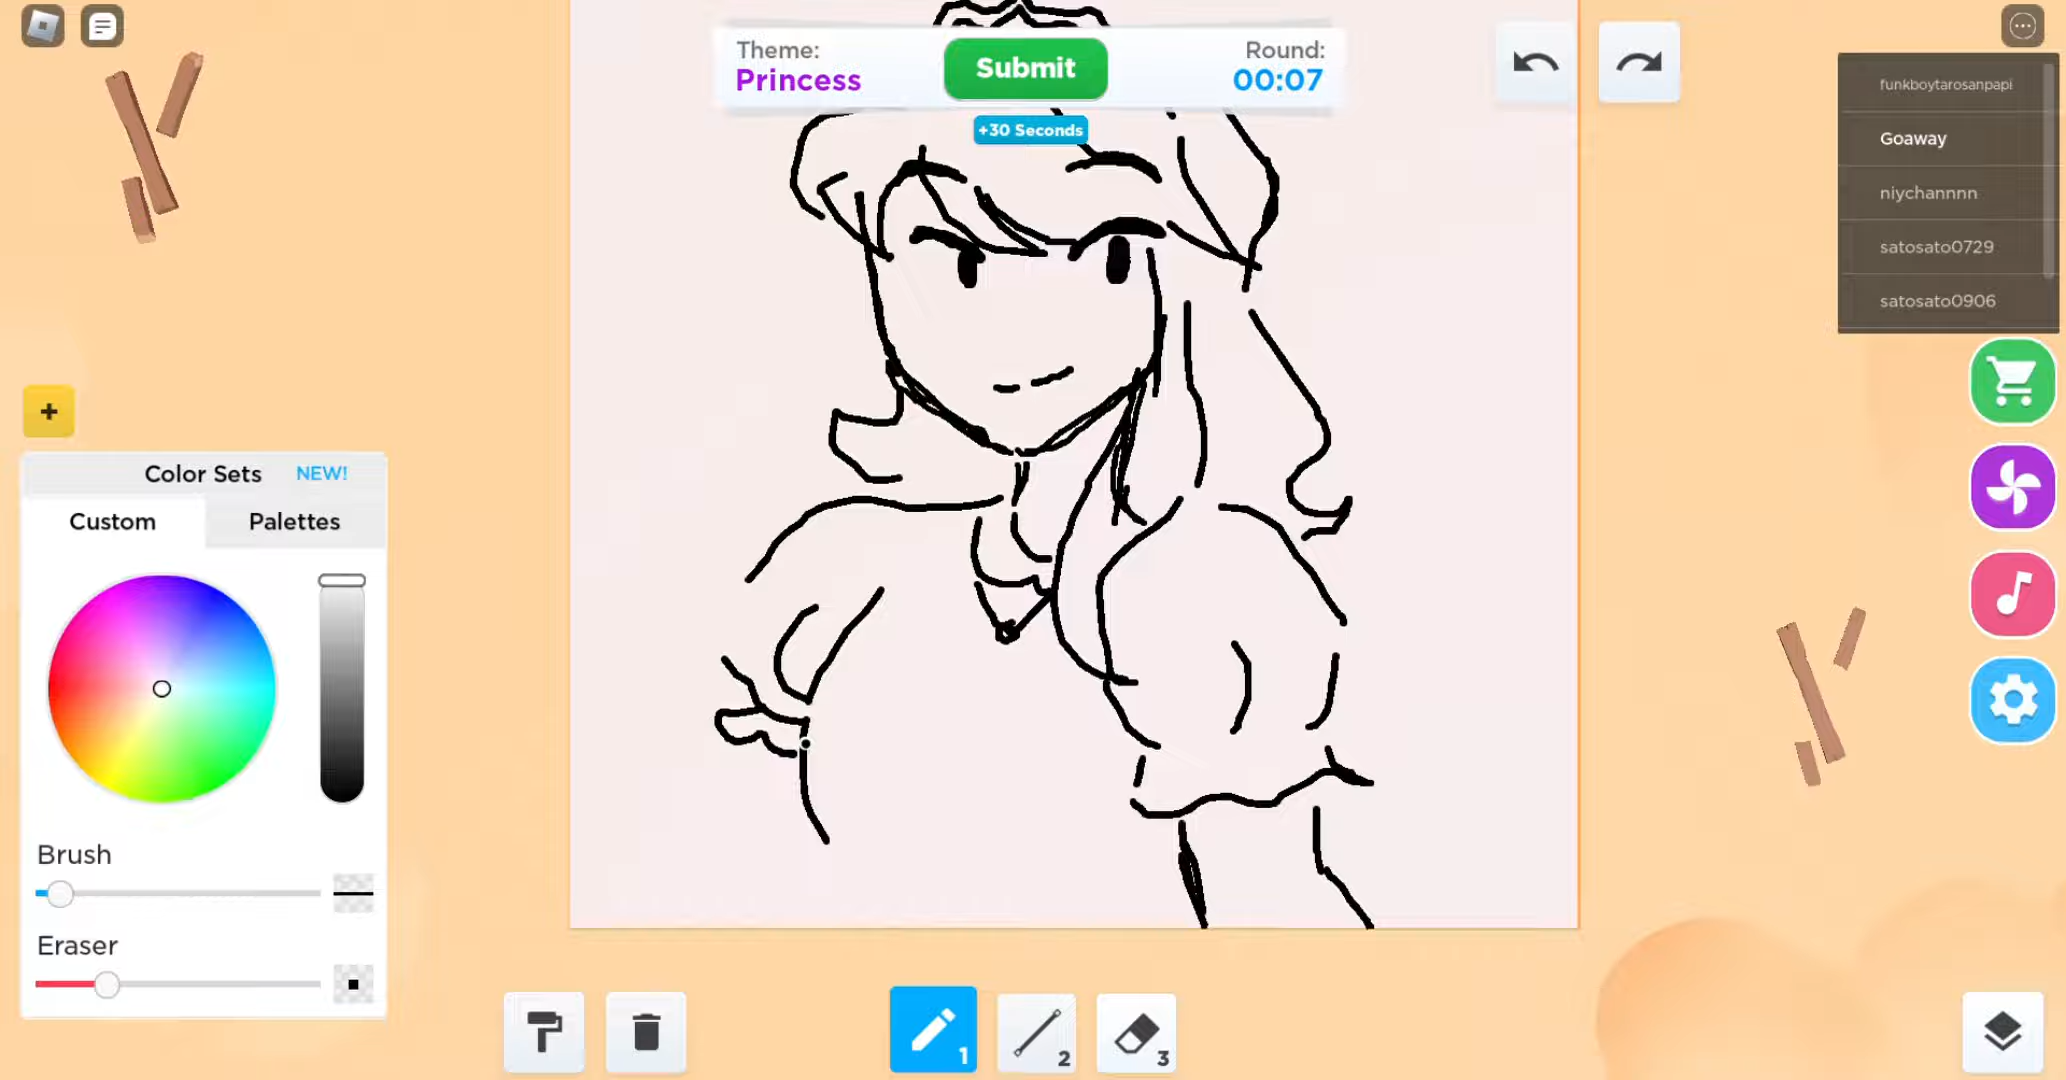 Theme:
Princess
Submit
Round:
00:07
+30 Seconds
funkboytarosanpapi
Goaway
niychannnn
satosato0729
satosato0906
+
Color Sets
NEW!
Custom
Palettes
Brush
Eraser
1
2
3